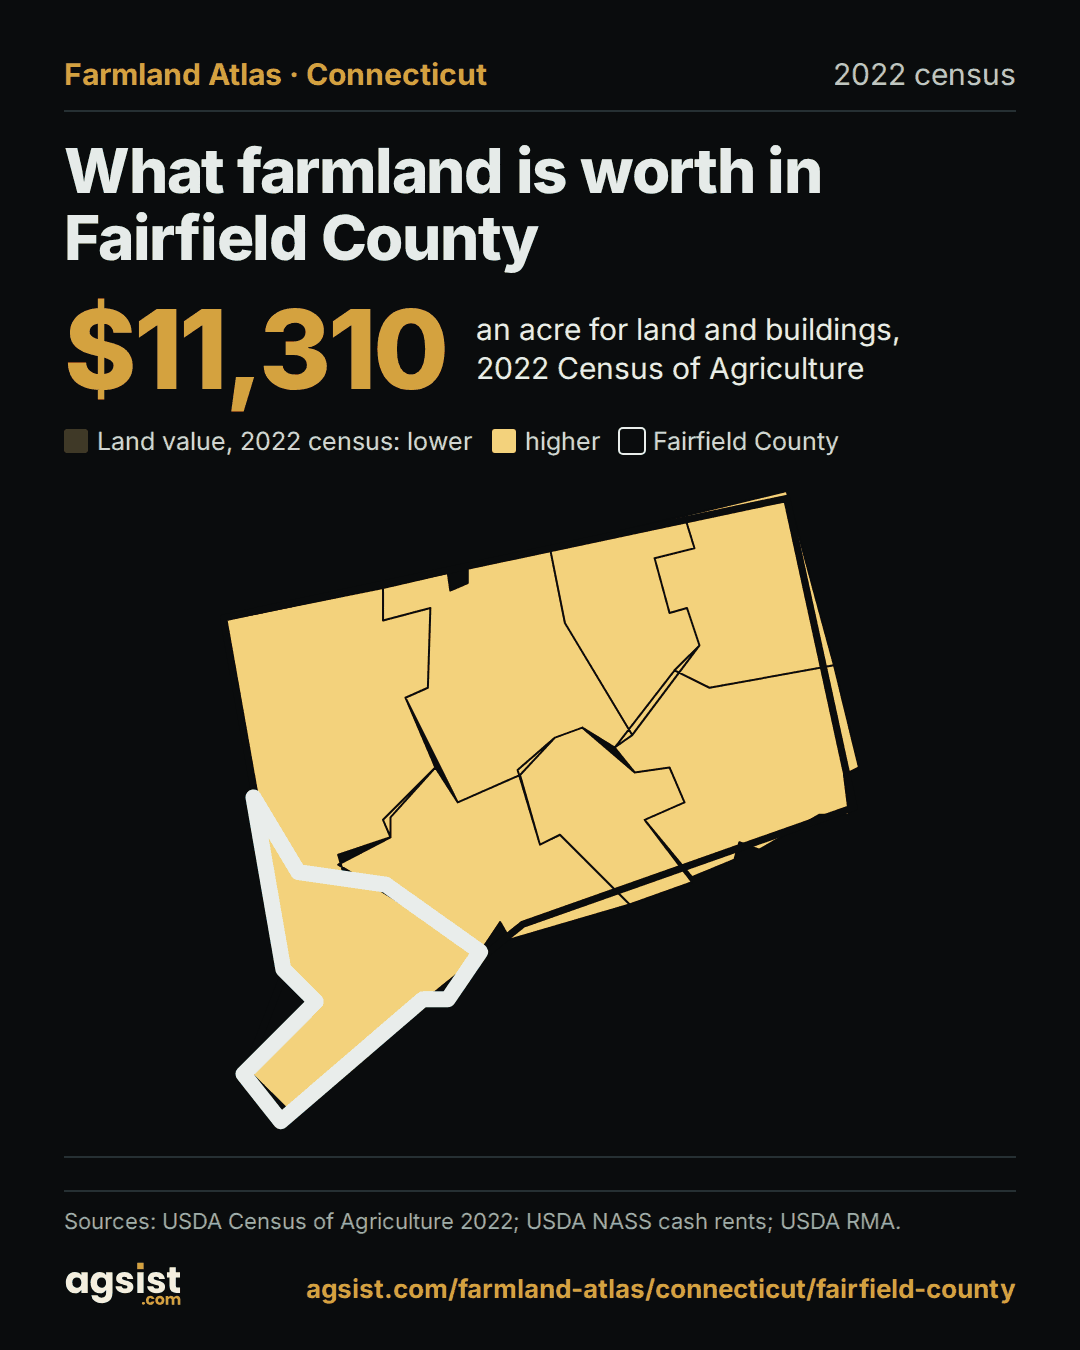 Farmland Atlas · Connecticut
2022 census
What farmland is worth in
Fairfield County
$11,310
an acre for land and buildings,
2022 Census of Agriculture
Land value, 2022 census: lower
higher
Fairfield County
Sources: USDA Census of Agriculture 2022; USDA NASS cash rents; USDA RMA.
agsist
.com
agsist.com/farmland-atlas/connecticut/fairfield-county